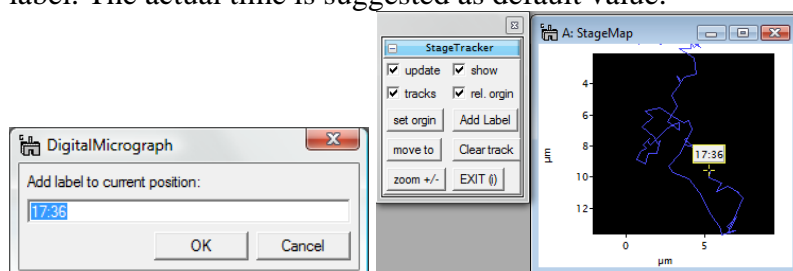 label. The actual time is suggested as default value.
DigitalMicrograph
Add label to current position:
17:36
OK Cancel
StageTracker
update show
tracks rel. orgin
set orgin Add Label
move to Clear track
zoom +/- EXIT (i)
A: StageMap
4
6
8
10
12
µm
17:36
0 5
µm